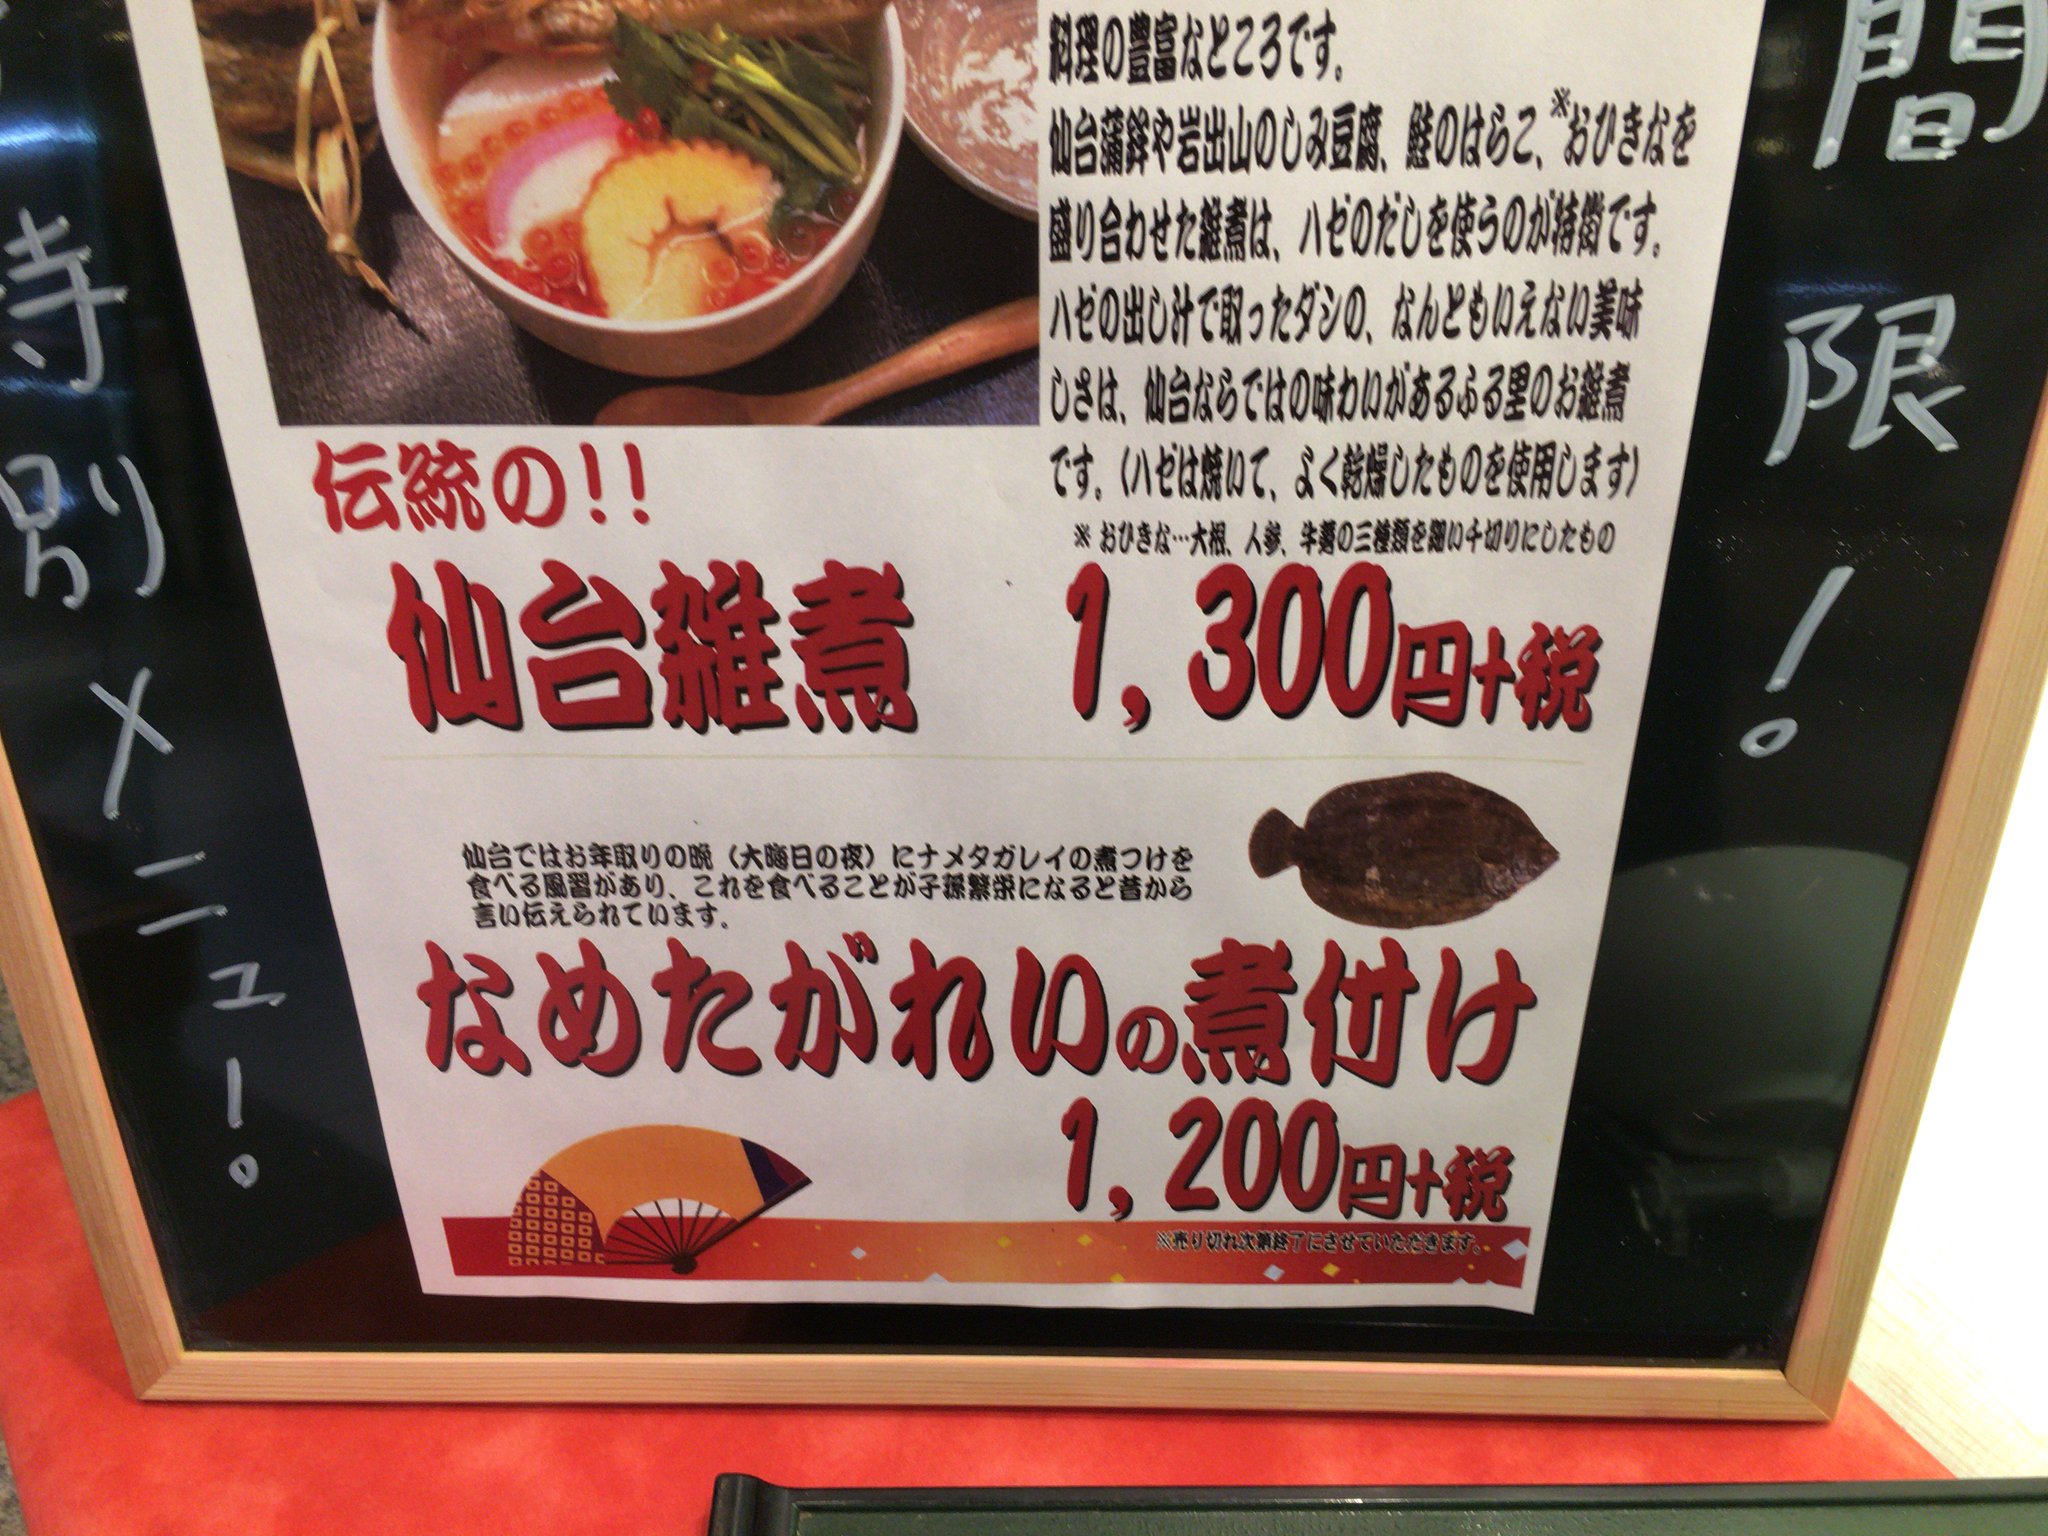 間限！。
特別メニュー。
料理の豊富なところです。
仙台蒲鉾や岩出山のしみ豆腐、鮭のはらこ、※おひきなを
盛り合わせた雑煮は、ハゼのだしを使うのが特徴です。
ハゼの出し汁で取ったダシの、なんともいえない美味
しさは、仙台ならではの味わいがあるふる里のお雑煮
です。（ハゼは焼いて、よく乾燥したものを使用します）
※おひきな…大根、人参、牛蒡の三種類を細い千切りにしたもの
伝統の！！
仙台雑煮 1,300円+税
仙台ではお年取りの晩（大晦日の夜）にナメタガレイの煮つけを
食べる風習があり、これを食べることが子孫繁栄になると昔から
言い伝えられています。
なめたがれいの煮付け
1,200円+税
※売り切れ次第終了にさせていただきます。